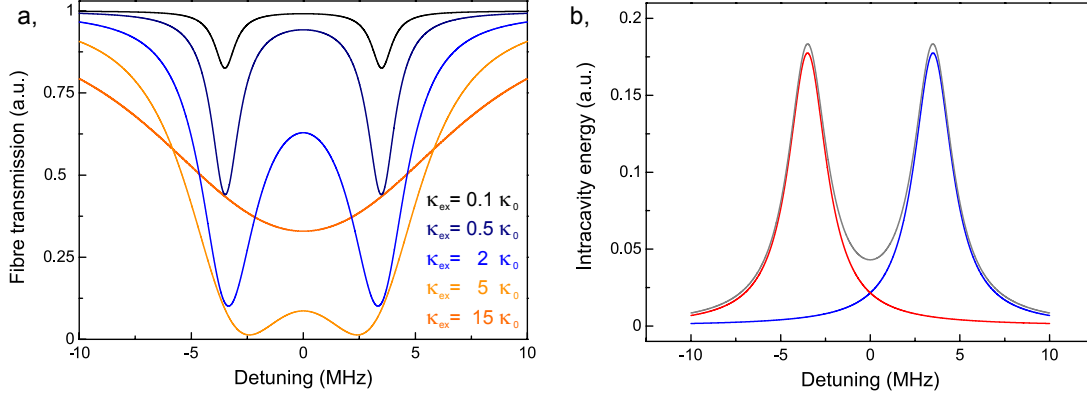 a,
Fibre transmission (a.u.)
1
0.75
0.5
0.25
0
-10
-5
0
5
10
Detuning (MHz)
κex= 0.1 κ0
κex= 0.5 κ0
κex= 2 κ0
κex= 5 κ0
κex= 15 κ0
b,
Intracavity energy (a.u.)
0.2
0.15
0.1
0.05
0
-10
-5
0
5
10
Detuning (MHz)